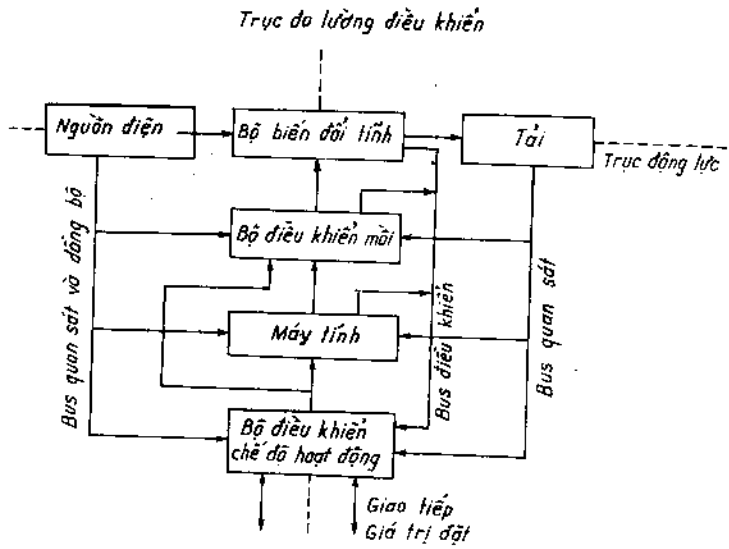 Trục đo lường điều khiển
Nguồn điện
Bộ biến đổi tĩnh
Tải
Trục động lực
Bộ điều khiển mồi
Máy tính
Bộ điều khiển
chế độ hoạt động
Bus quan sát và đồng bộ
Bus điều khiển
Bus quan sát
Giao tiếp
Giá trị đặt